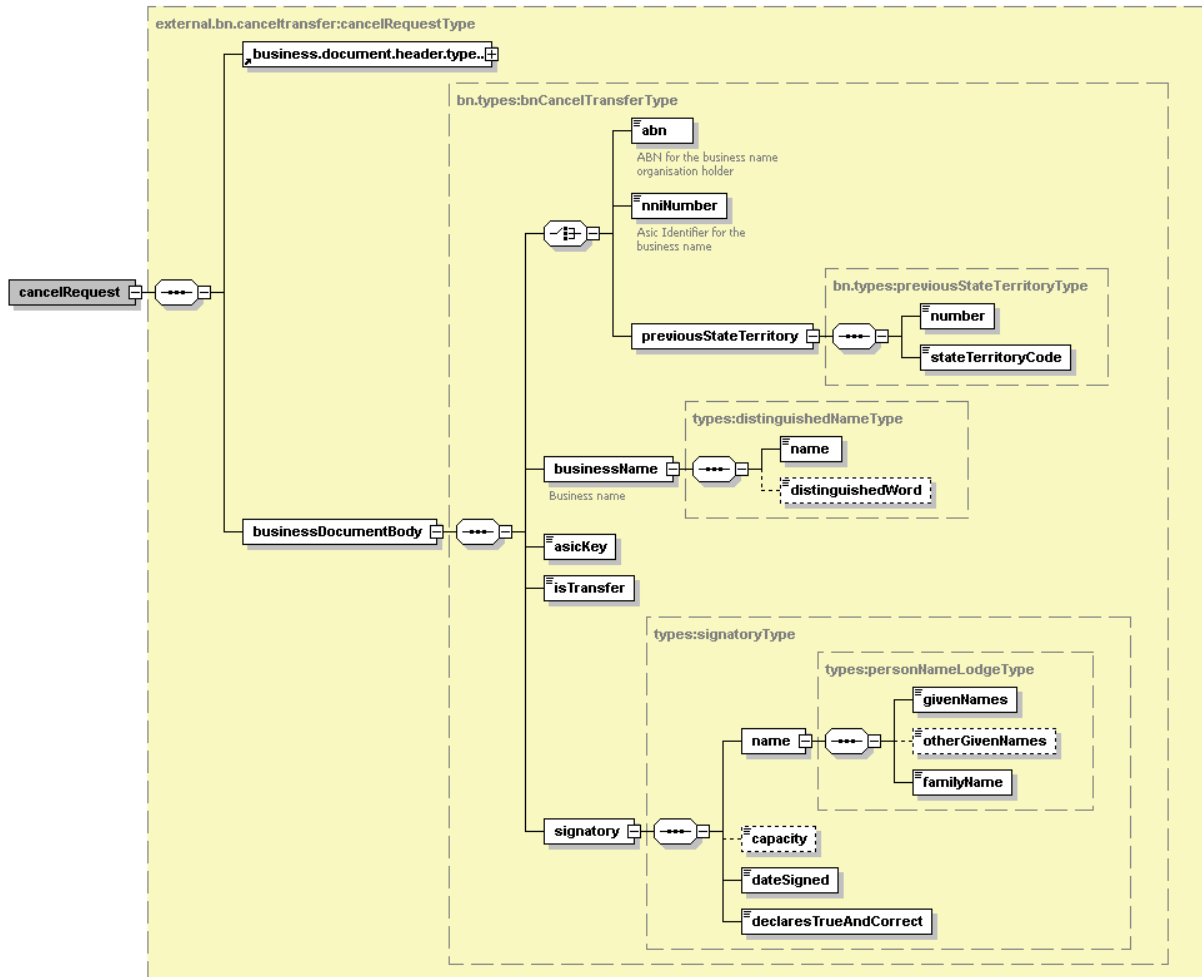 external.bn.canceltransfer:cancelRequestType
business.document.header.type..
bn.types:bnCancelTransferType
abn
ABN for the business name
organisation holder
nniNumber
Asic Identifier for the
business name
bn.types:previousStateTerritoryType
number
cancelRequest
previousStateTerritory
stateTerritoryCode
types:distinguishedNameType
name
businessName
distinguishedWord
Business name
businessDocumentBody
asicKey
isTransfer
types:signatoryType
types:personNameLodgeType
givenNames
name
otherGivenNames
familyName
signatory
capacity
dateSigned
declaresTrueAndCorrect